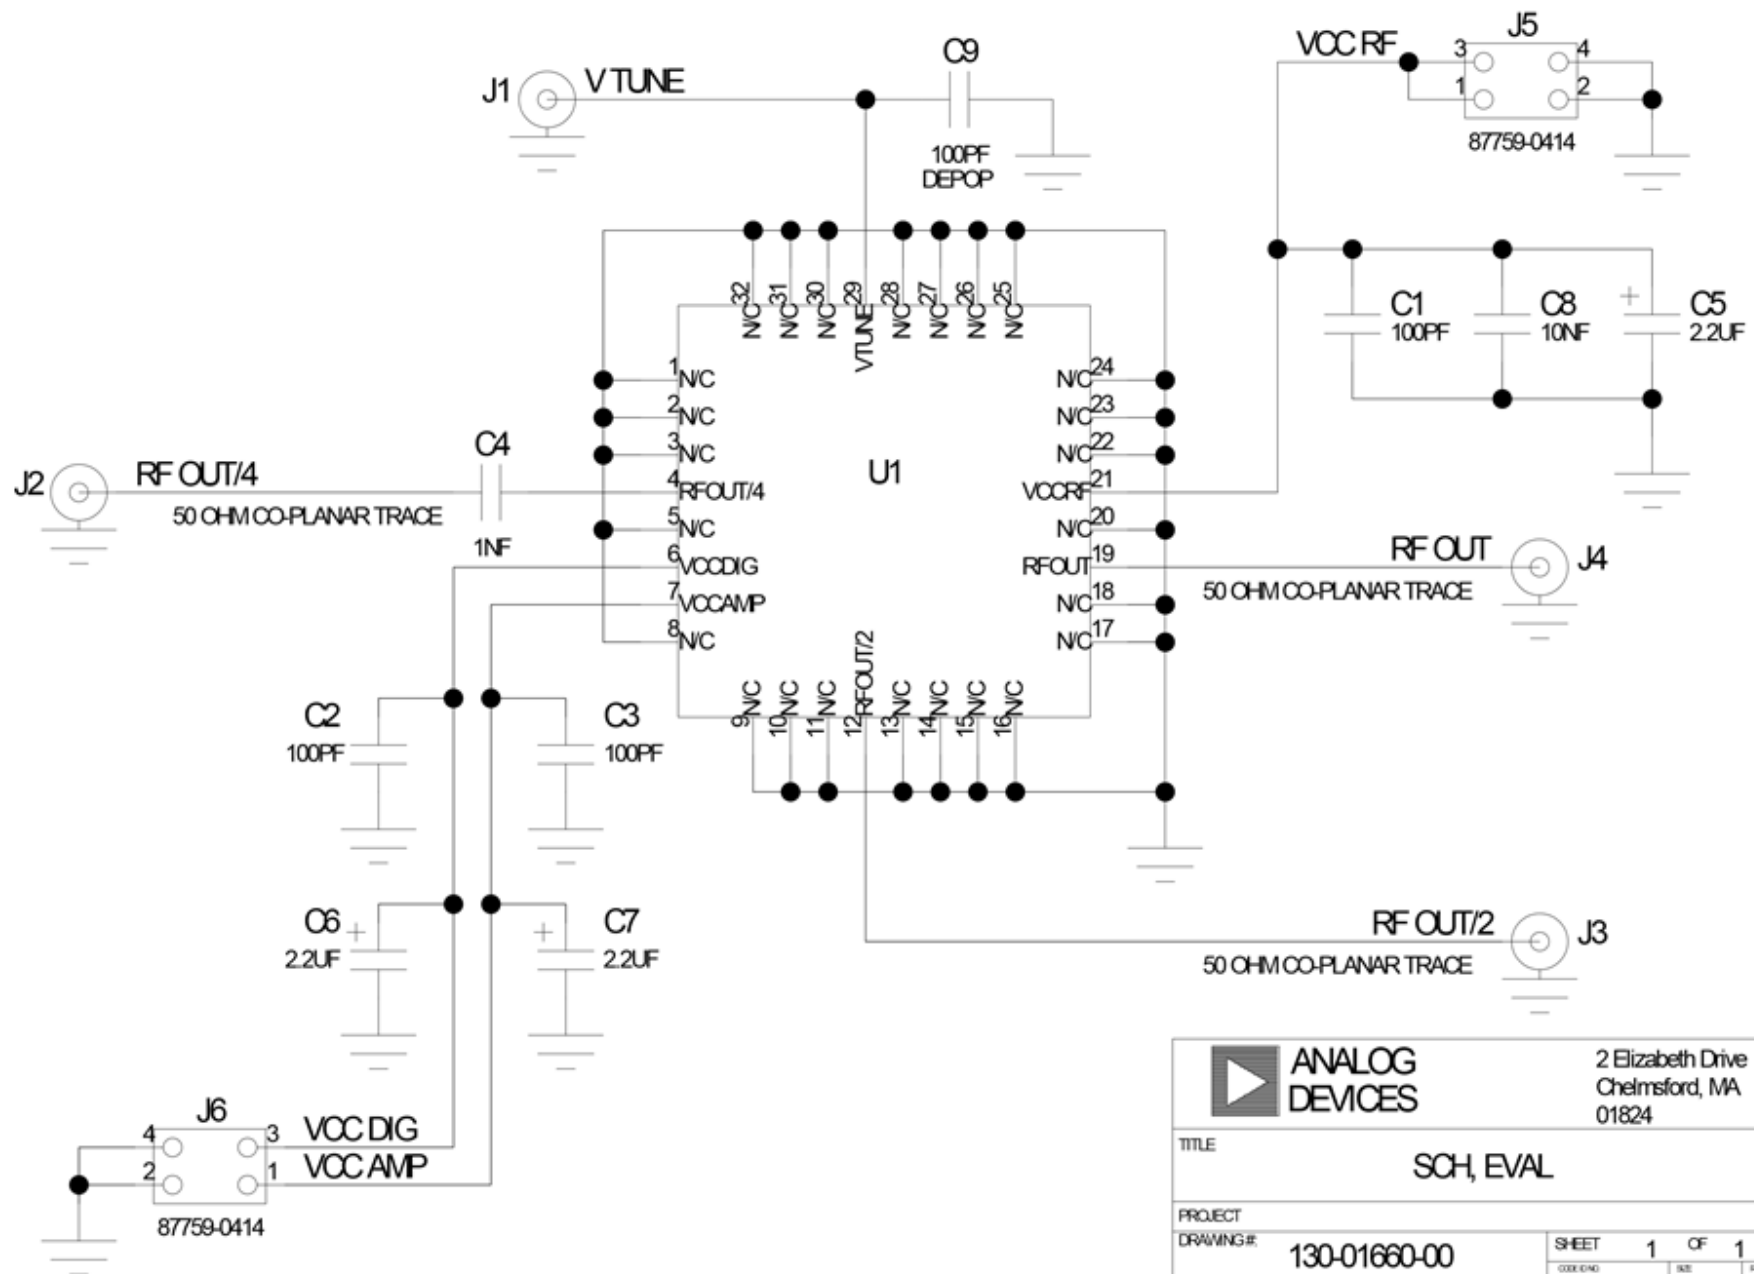 J1
V TUNE
C9
100PF
DEPOP
VCC RF
J5
3
4
1
2
87759-0414
32
31
30
29
28
27
26
25
N/C
N/C
N/C
VTUNE
N/C
N/C
N/C
N/C
C1
100PF
C8
10NF
+
C5
2.2UF
1
N/C
2
N/C
3
N/C
4
RFOUT/4
5
N/C
6
VCCDIG
7
VCCAMP
8
N/C
U1
N/C
24
N/C
23
N/C
22
VCCRF
21
N/C
20
RFOUT
19
N/C
18
N/C
17
J2
RF OUT/4
50 OHM CO-PLANAR TRACE
C4
1NF
RF OUT
J4
50 OHM CO-PLANAR TRACE
N/C
N/C
N/C
RFOUT/2
N/C
N/C
N/C
N/C
9
10
11
12
13
14
15
16
C2
100PF
C3
100PF
C6
+
2.2UF
+
C7
2.2UF
RF OUT/2
J3
50 OHM CO-PLANAR TRACE
J6
4
3
VCC DIG
2
1
VCC AMP
87759-0414
ANALOG
DEVICES
2 Elizabeth Drive
Chelmsford, MA
01824
TITLE
SCH, EVAL
PROJECT
DRAWING #:
130-01660-00
SHEET 1 OF 1
CODE ID NO.
SIZE